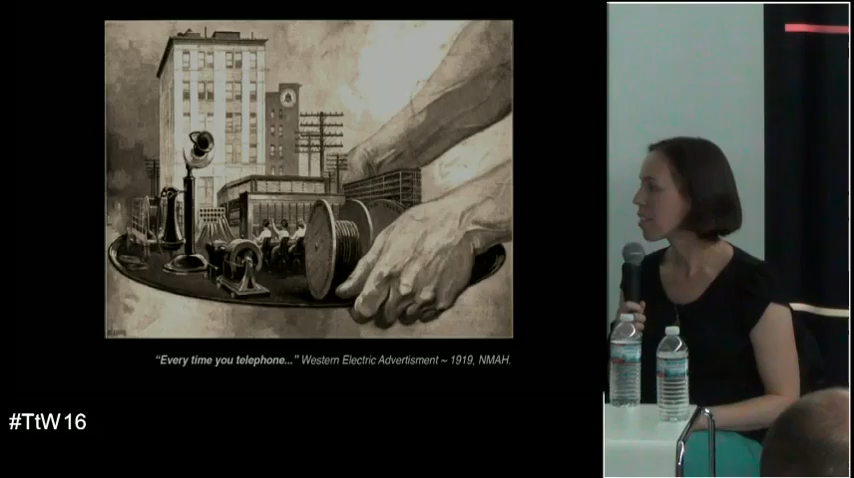 “Every time you telephone...” Western Electric Advertisment ~ 1919, NMAH.
#TtW16